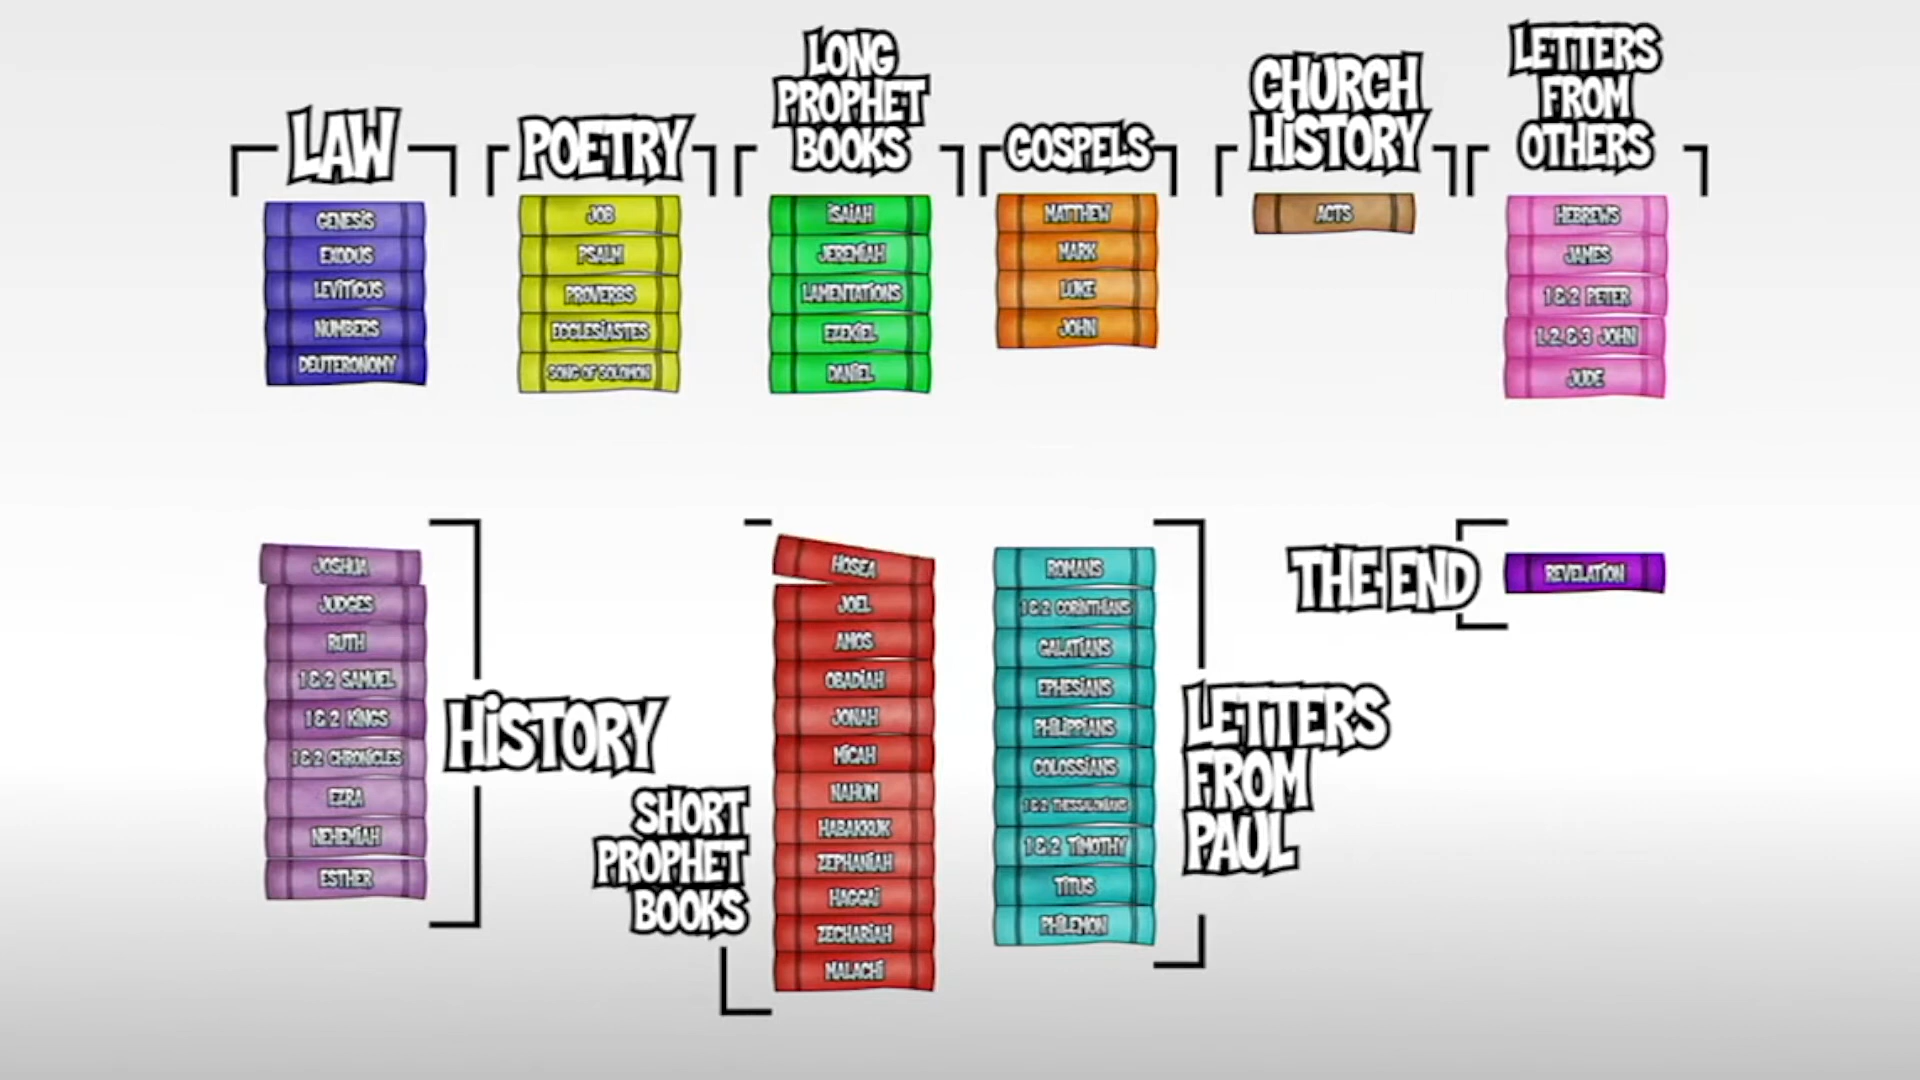 LAW
GENESIS
EXODUS
LEVITICUS
NUMBERS
DEUTERONOMY
POETRY
JOB
PSALM
PROVERBS
ECCLESIASTES
SONG OF SOLOMON
LONG
PROPHET
BOOKS
ISAIAH
JEREMIAH
LAMENTATIONS
EZEKIEL
DANIEL
GOSPELS
MATTHEW
MARK
LUKE
JOHN
CHURCH
HISTORY
ACTS
LETTERS
FROM
OTHERS
HEBREWS
JAMES
1 & 2 PETER
1, 2, & 3 JOHN
JUDE
JOSHUA
JUDGES
RUTH
1 & 2 SAMUEL
1 & 2 KINGS
1 & 2 CHRONICLES
EZRA
NEHEMIAH
ESTHER
HISTORY
SHORT
PROPHET
BOOKS
HOSEA
JOEL
AMOS
OBADIAH
JONAH
MICAH
NAHUM
HABAKKUK
ZEPHANIAH
HAGGAI
ZECHARIAH
MALACHI
ROMANS
1 & 2 CORINTHIANS
GALATIANS
EPHESIANS
PHILIPPIANS
COLOSSIANS
1 & 2 THESSALONIANS
1 & 2 TIMOTHY
TITUS
PHILEMON
LETTERS
FROM
PAUL
THE END
REVELATION